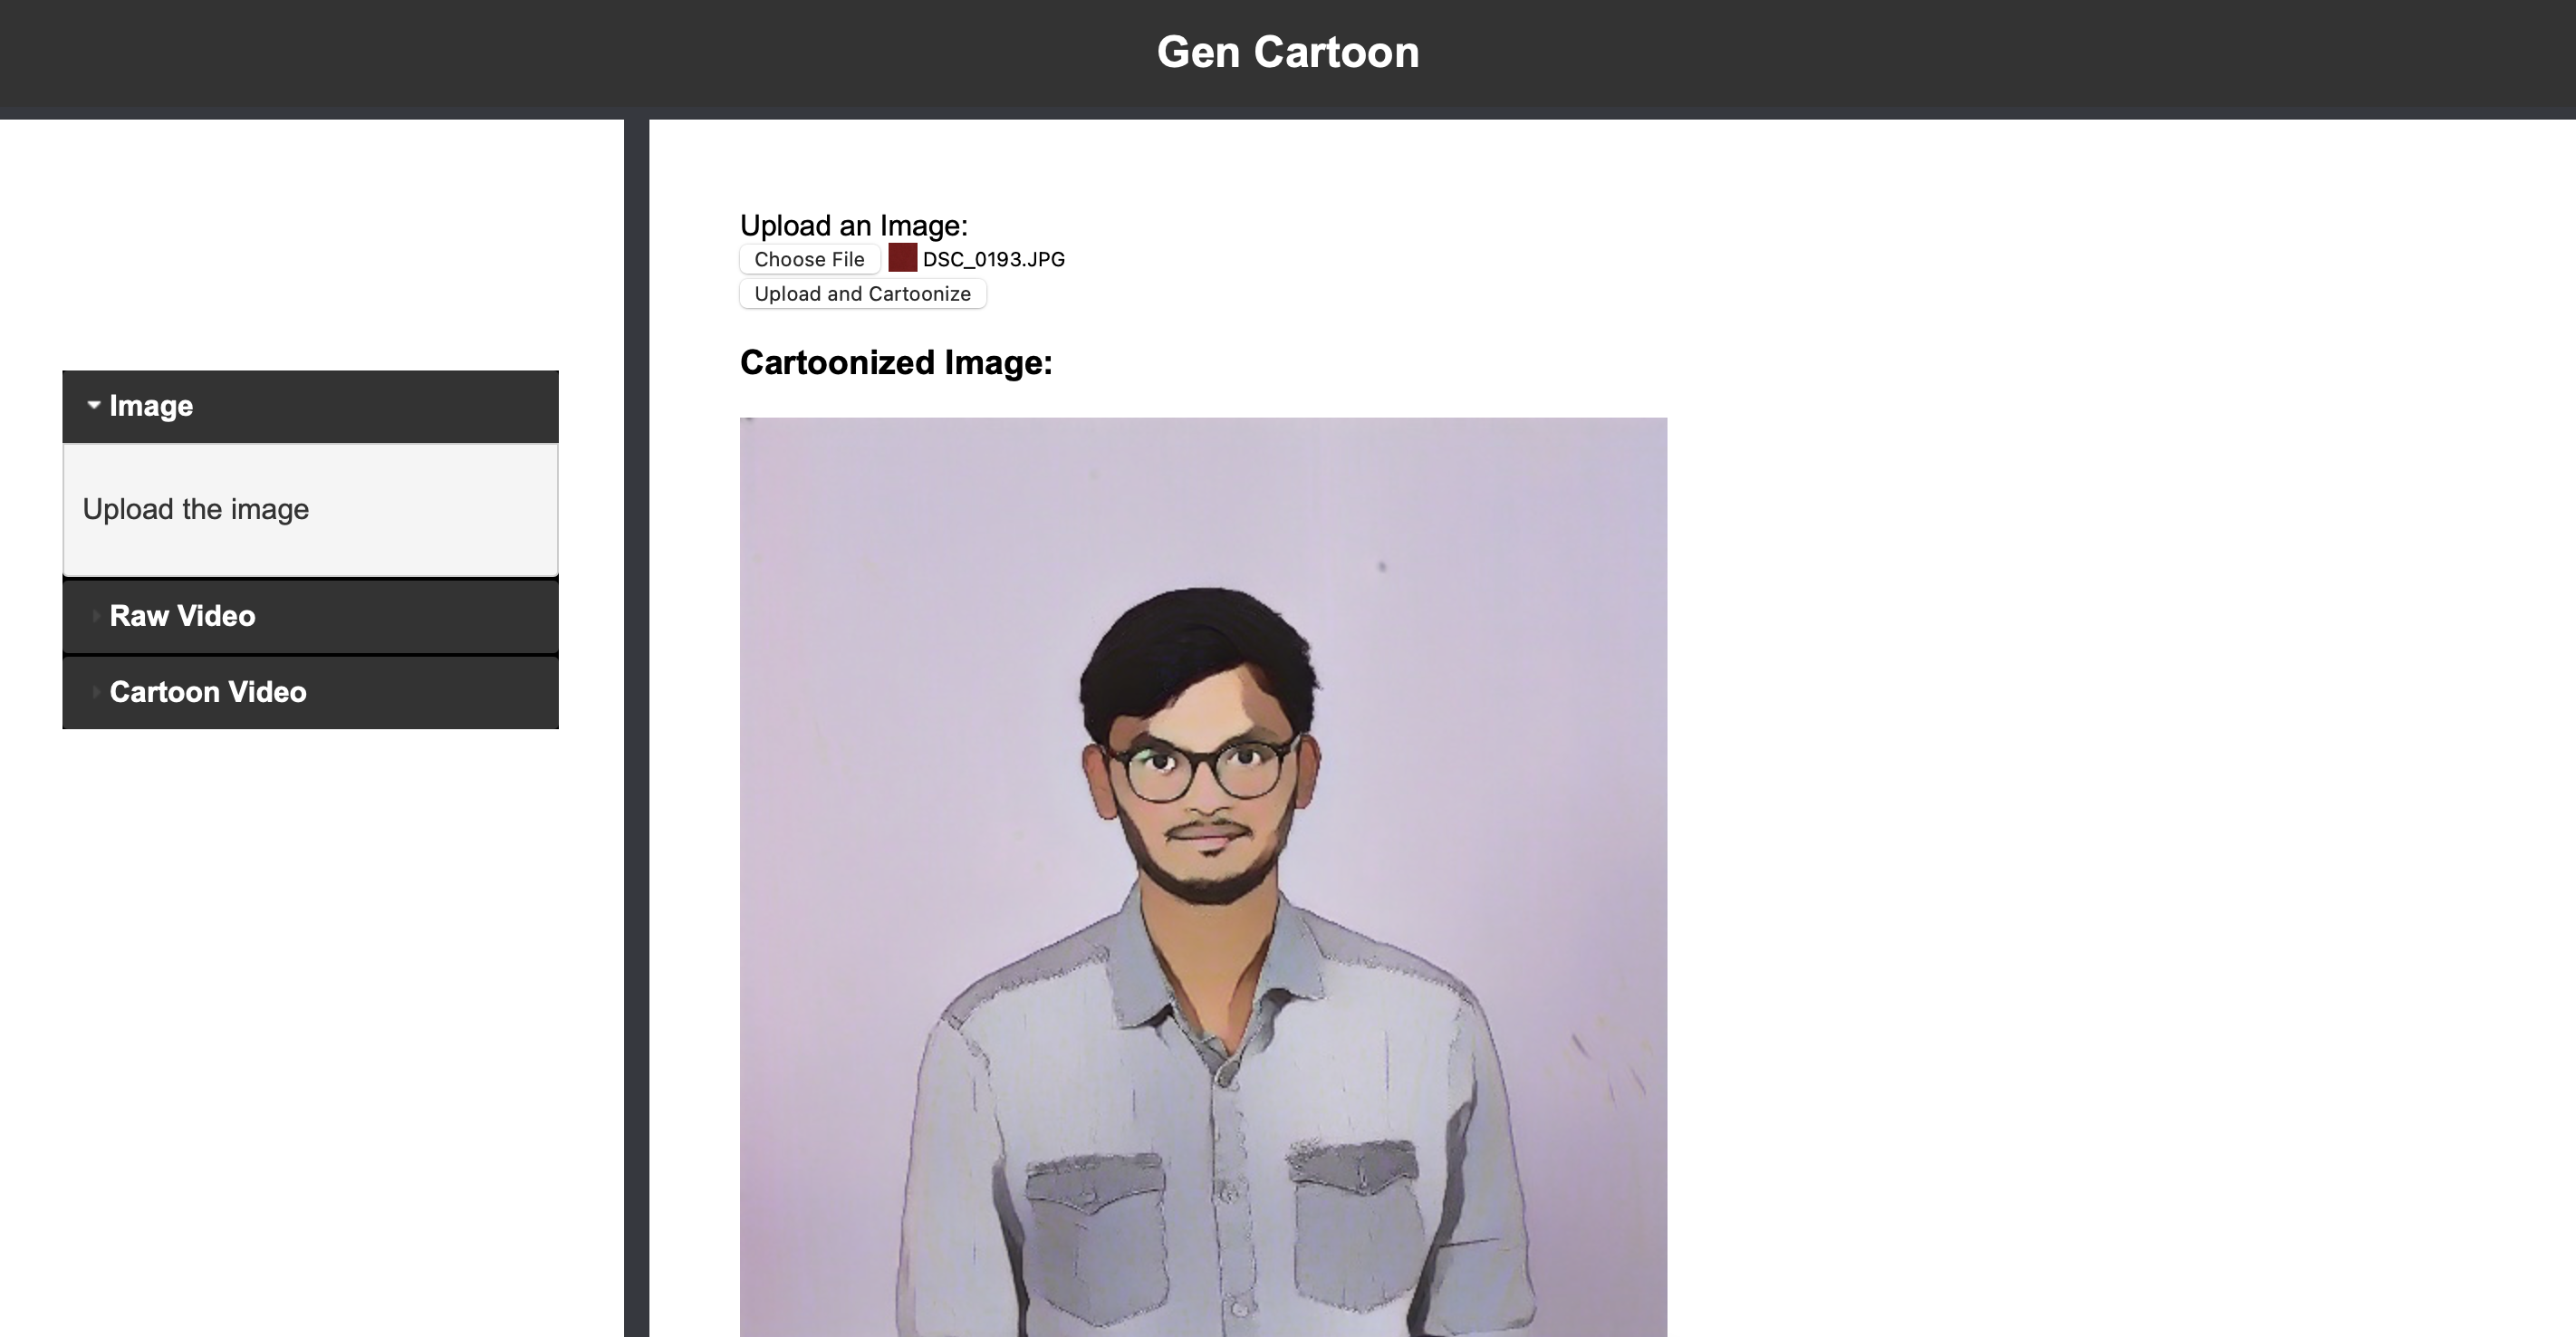 Gen Cartoon
Image
Upload the image
Raw Video
Cartoon Video
Upload an Image:
Choose File DSC_0193.JPG
Upload and Cartoonize
Cartoonized Image: